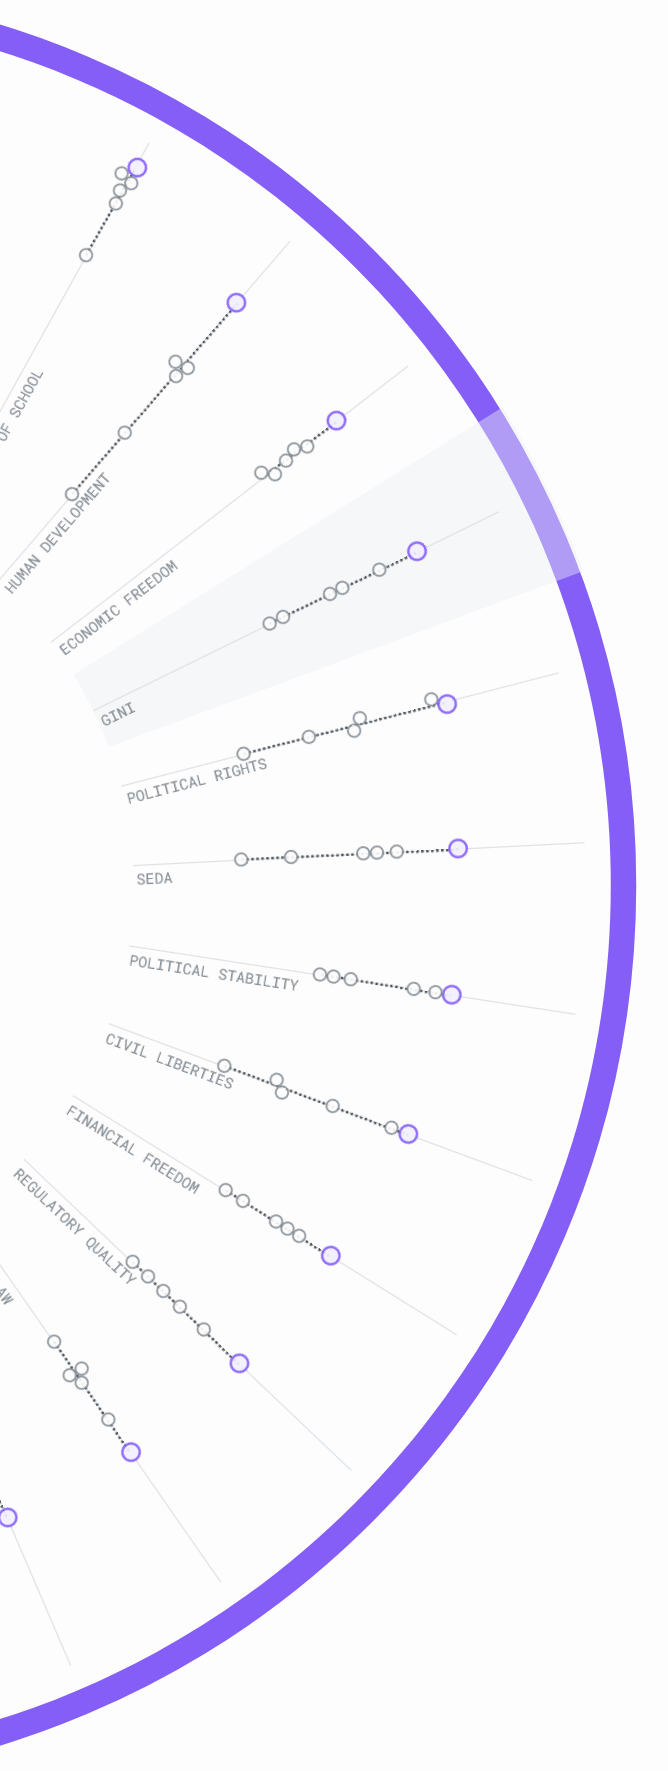 OF SCHOOL
HUMAN DEVELOPMENT
ECONOMIC FREEDOM
GINI
POLITICAL RIGHTS
SEDA
POLITICAL STABILITY
CIVIL LIBERTIES
FINANCIAL FREEDOM
REGULATORY QUALITY
AW